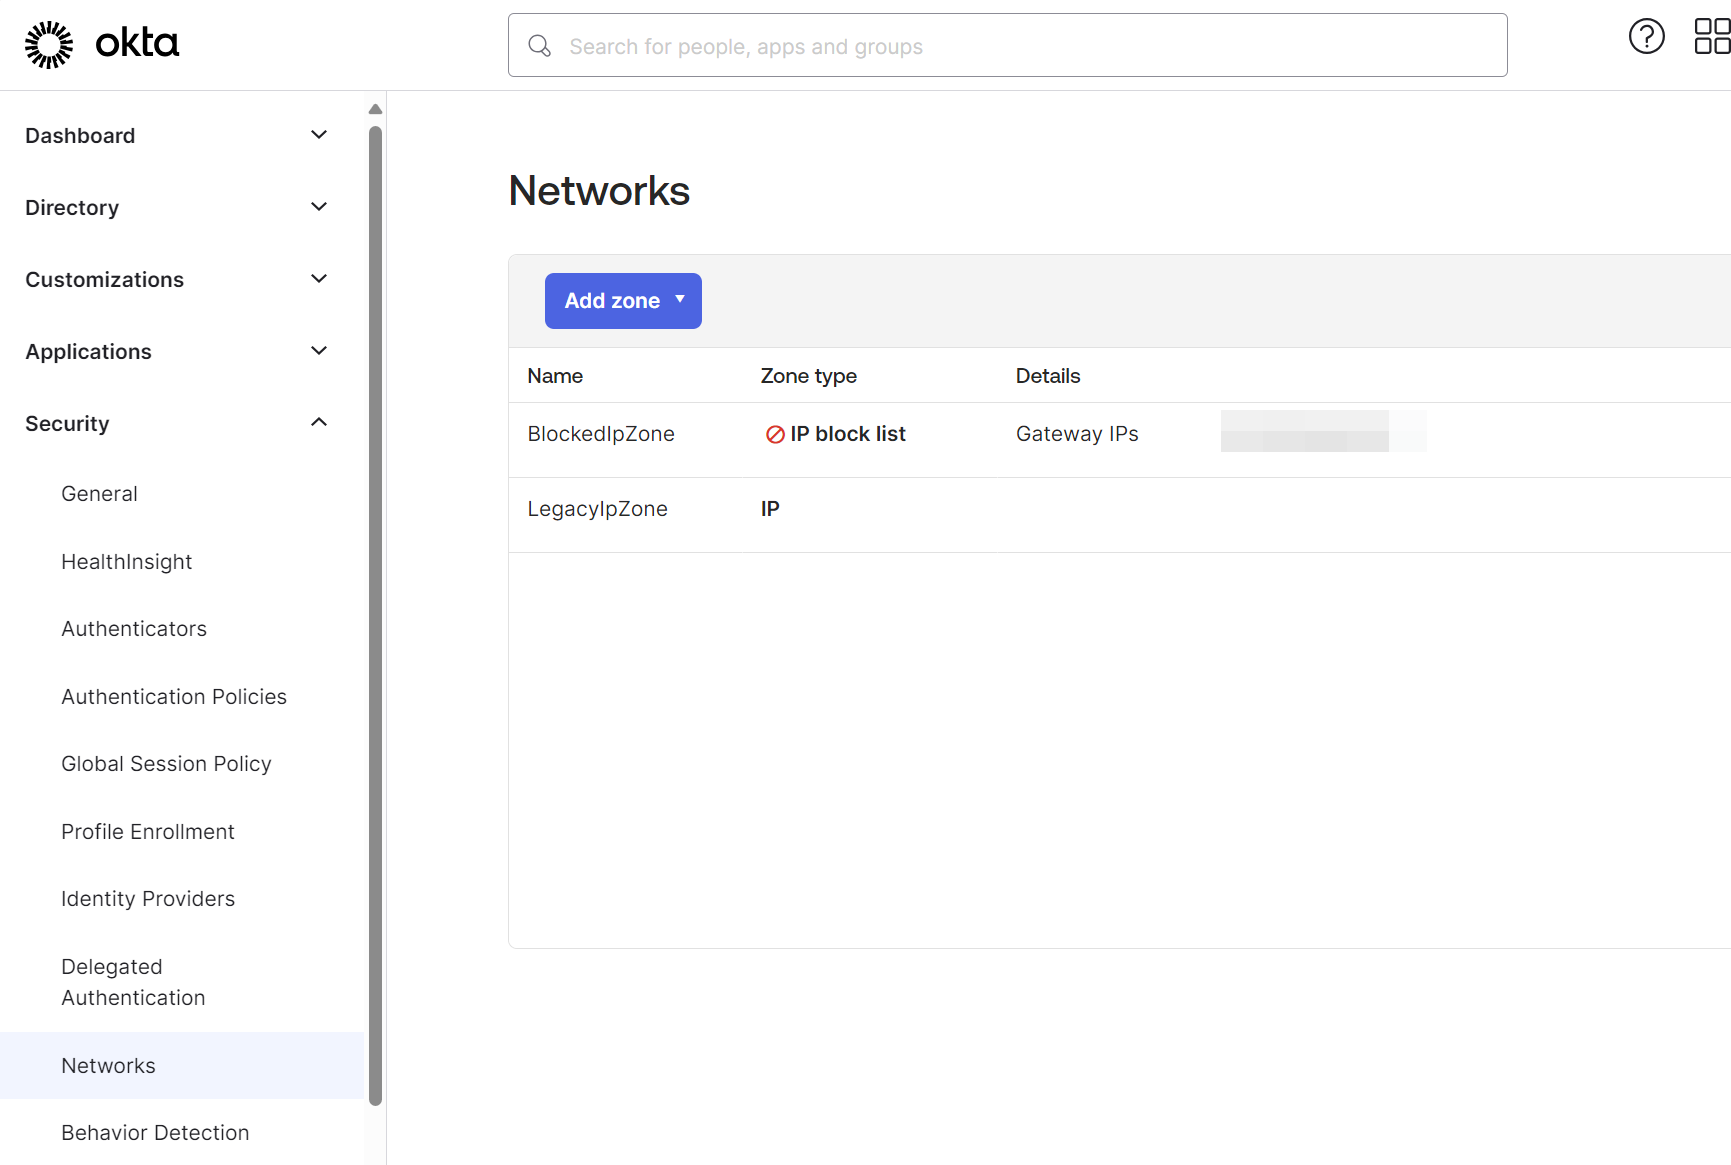 okta
Search for people, apps and groups
Dashboard
Directory
Customizations
Applications
Security
General
HealthInsight
Authenticators
Authentication Policies
Global Session Policy
Profile Enrollment
Identity Providers
Delegated
Authentication
Networks
Behavior Detection
Networks
Add zone
Name Zone type Details
BlockedIpZone IP block list Gateway IPs
LegacyIpZone IP